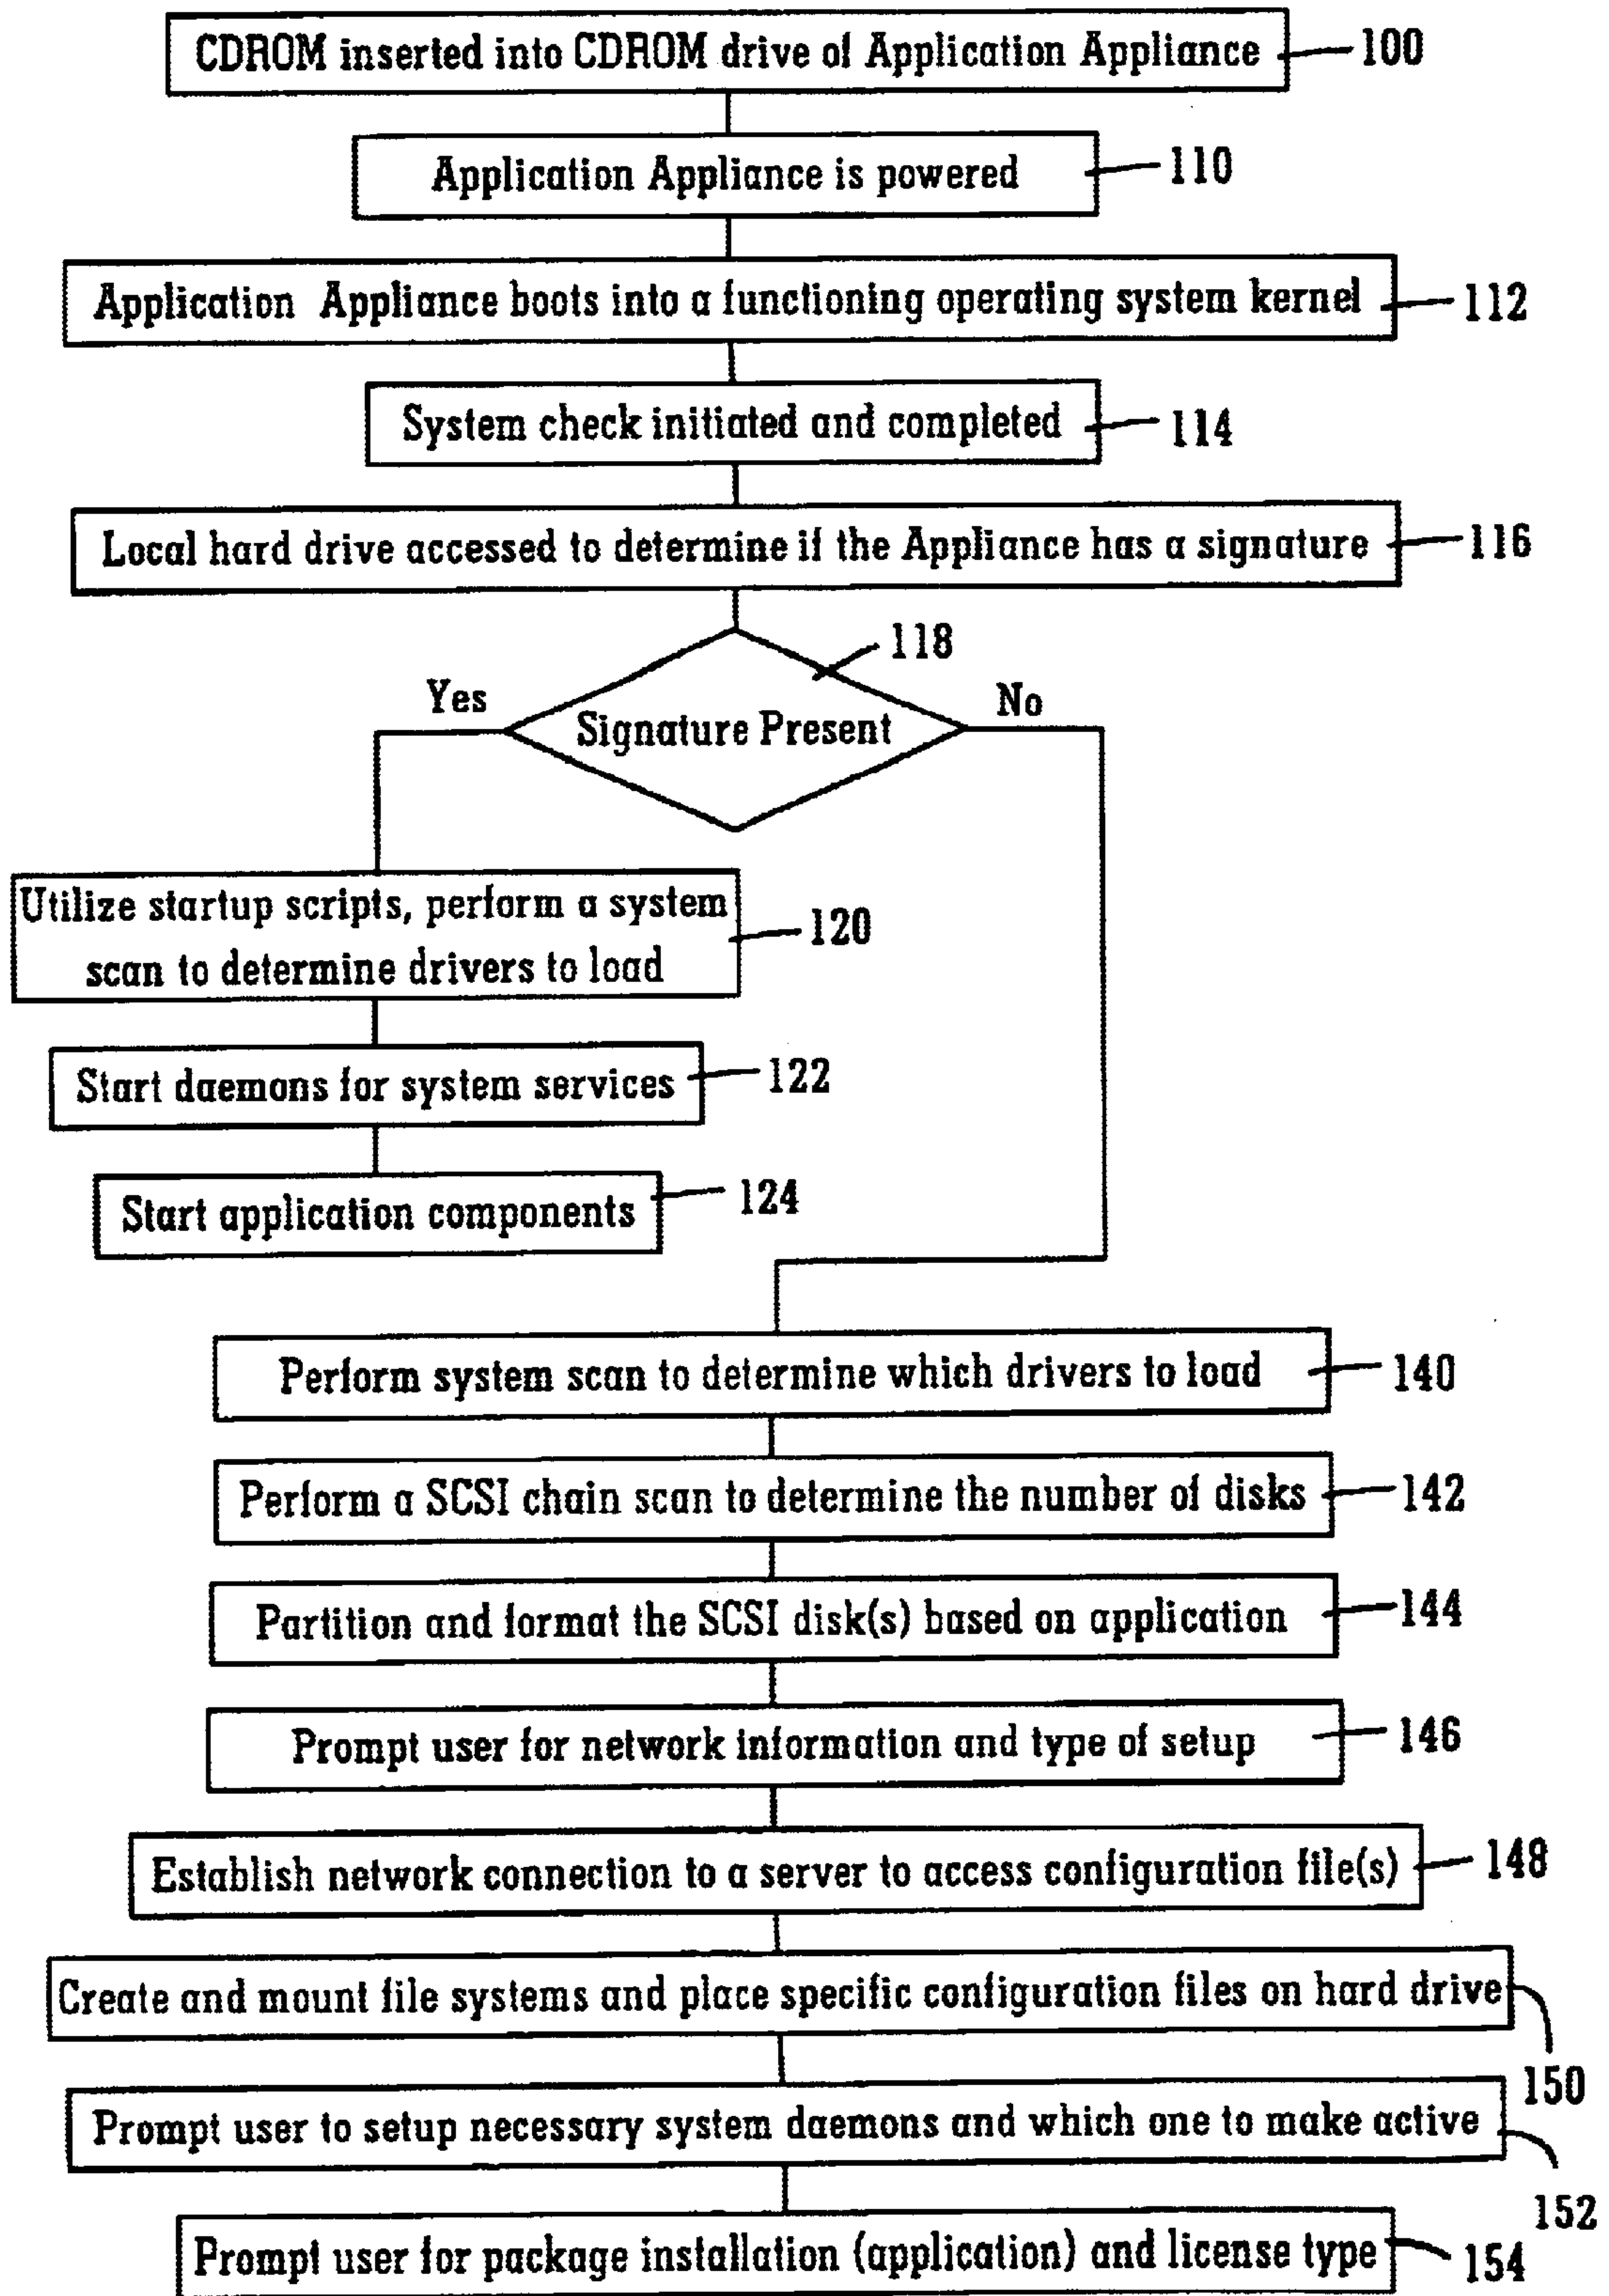 CDROM inserted into CDROM drive of Application Appliance 100
Application Appliance is powered 110
Application Appliance boots into a functioning operating system kernel 112
System check initiated and completed 114
Local hard drive accessed to determine if the Appliance has a signature 116
118
Yes
No
Signature Present
Utilize startup scripts, perform a system
scan to determine drivers to load
120
Start daemons for system services 122
Start application components 124
Perform system scan to determine which drivers to load 140
Perform a SCSI chain scan to determine the number of disks 142
Partition and format the SCSI disk(s) based on application 144
Prompt user for network information and type of setup 146
Establish network connection to a server to access configuration file(s) 148
Create and mount file systems and place specific configuration files on hard drive
150
Prompt user to setup necessary system daemons and which one to make active
152
Prompt user for package installation (application) and license type 154